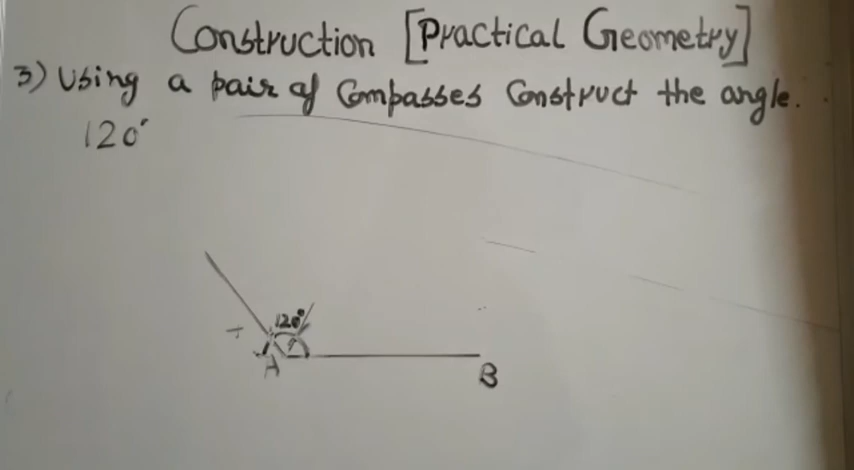 Construction [Practical Geometry]
3) Using a pair of Compasses Construct the angle.
120°
120°
A
B